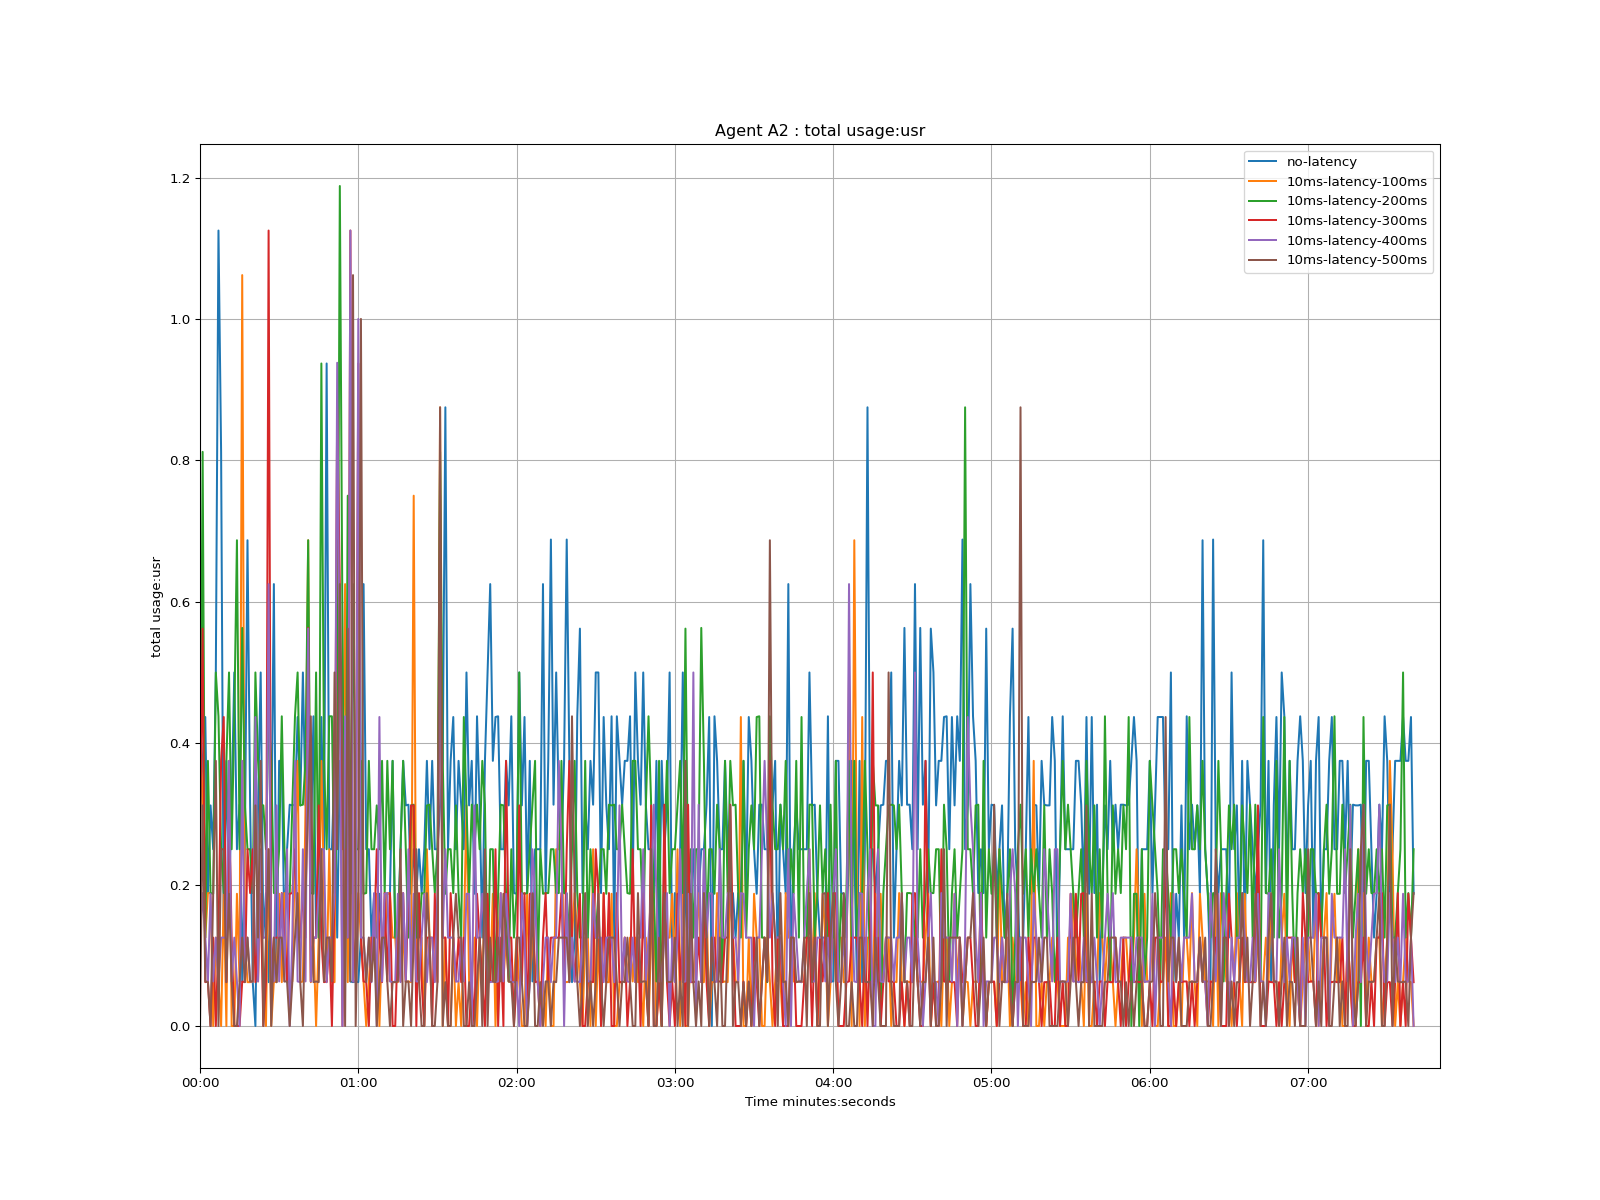 Agent A2 : total usage:usr
no-latency
10ms-latency-100ms
10ms-latency-200ms
10ms-latency-300ms
10ms-latency-400ms
10ms-latency-500ms
1.2
1.0
0.8
0.6
0.4
0.2
0.0
total usage:usr
00:00 01:00 02:00 03:00 04:00 05:00 06:00 07:00
Time minutes:seconds